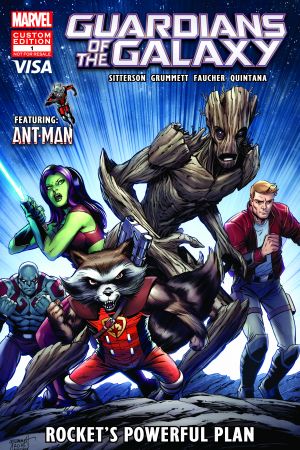 MARVEL
CUSTOM
EDITION
1
NOT FOR RESALE
VISA
GUARDIANS
OF THE GALAXY
SITTERSON GRUMMETT FAUCHER QUINTANA
FEATURING:
ANT-MAN
ROCKET'S POWERFUL PLAN